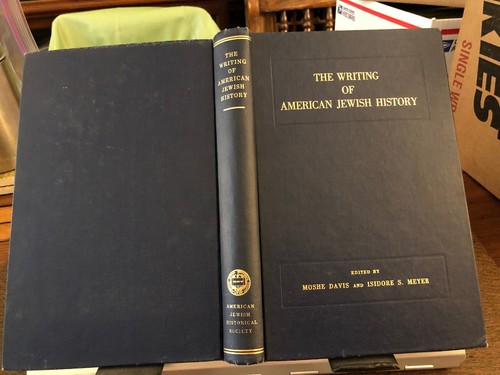 THE
WRITING
OF
AMERICAN
JEWISH
HISTORY
AMERICAN
JEWISH
HISTORICAL
SOCIETY
THE WRITING
OF
AMERICAN JEWISH HISTORY
EDITED BY
MOSHE DAVIS AND ISIDORE S. MEYER
KIES
SINGLE